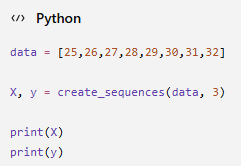 </> Python
data = [25,26,27,28,29,30,31,32]
X, y = create_sequences(data, 3)
print(X)
print(y)